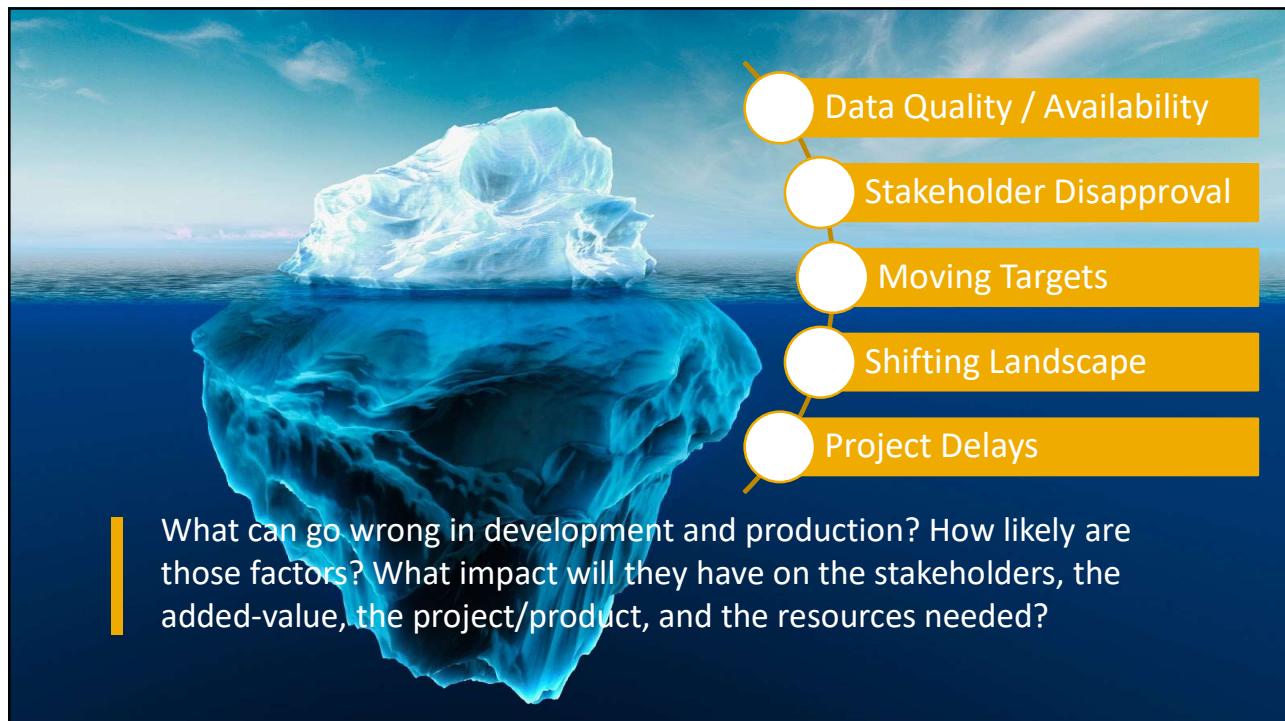 Data Quality / Availability
Stakeholder Disapproval
Moving Targets
Shifting Landscape
Project Delays
What can go wrong in development and production? How likely are
those factors? What impact will they have on the stakeholders, the
added-value, the project/product, and the resources needed?